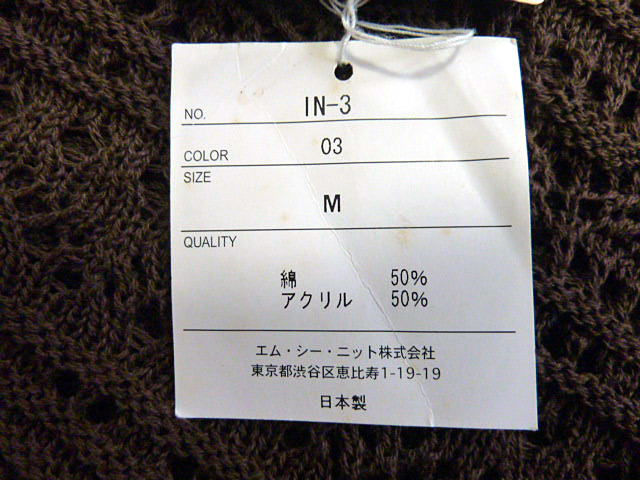 NO. IN-3
COLOR 03
SIZE
M
QUALITY
綿 50%
アクリル 50%
エム・シー・ニット株式会社
東京都渋谷区恵比寿1-19-19
日本製